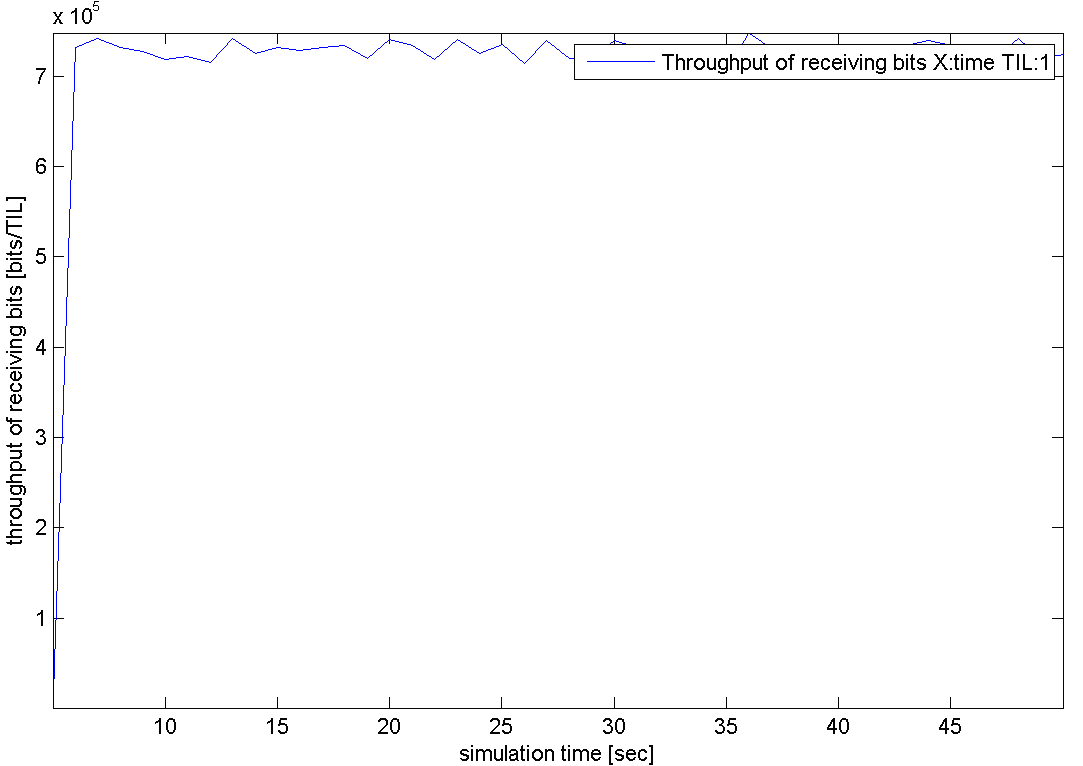 x 10^5
Throughput of receiving bits X:time TIL:1
7
6
5
4
3
2
1
throughput of receiving bits [bits/TIL]
10 15 20 25 30 35 40 45
simulation time [sec]